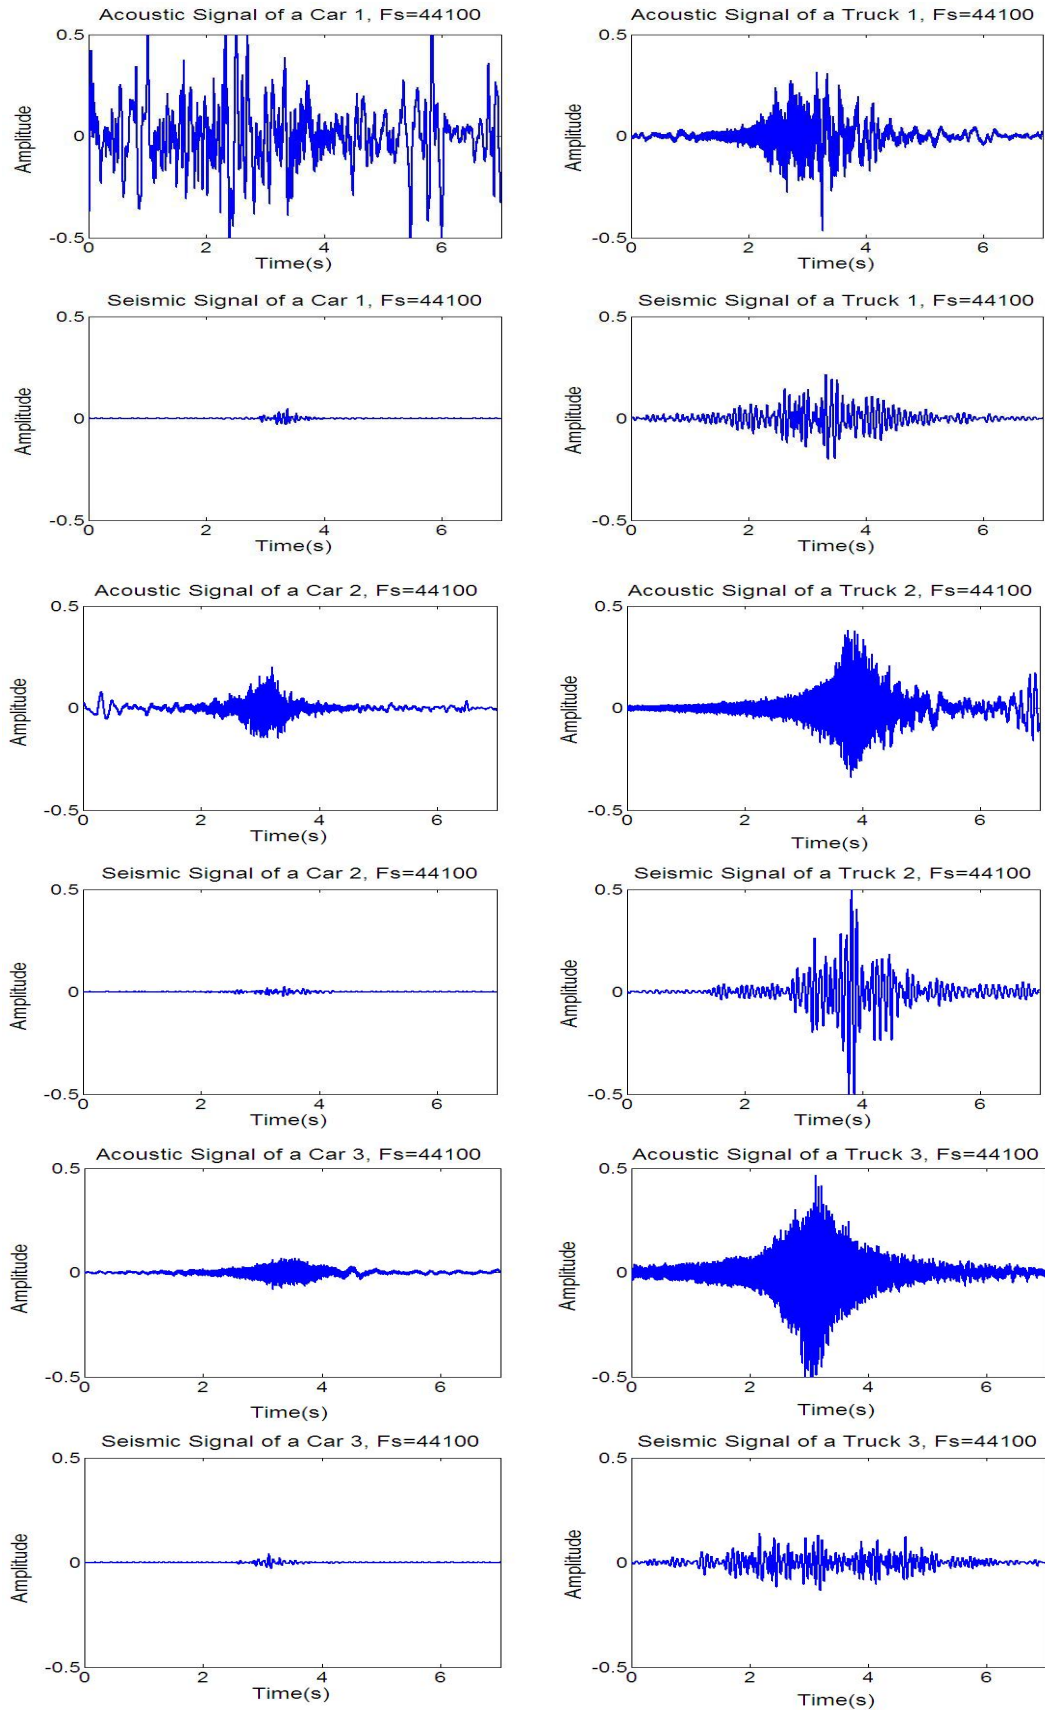 Acoustic Signal of a Car 1, Fs=44100
0.5
Amplitude
0
-0.5
0 2 4 6
Time(s)
Acoustic Signal of a Truck 1, Fs=44100
0.5
Amplitude
0
-0.5
0 2 4 6
Time(s)
Seismic Signal of a Car 1, Fs=44100
0.5
Amplitude
0
-0.5
0 2 4 6
Time(s)
Seismic Signal of a Truck 1, Fs=44100
0.5
Amplitude
0
-0.5
0 2 4 6
Time(s)
Acoustic Signal of a Car 2, Fs=44100
0.5
Amplitude
0
-0.5
0 2 4 6
Time(s)
Acoustic Signal of a Truck 2, Fs=44100
0.5
Amplitude
0
-0.5
0 2 4 6
Time(s)
Seismic Signal of a Car 2, Fs=44100
0.5
Amplitude
0
-0.5
0 2 4 6
Time(s)
Seismic Signal of a Truck 2, Fs=44100
0.5
Amplitude
0
-0.5
0 2 4 6
Time(s)
Acoustic Signal of a Car 3, Fs=44100
0.5
Amplitude
0
-0.5
0 2 4 6
Time(s)
Acoustic Signal of a Truck 3, Fs=44100
0.5
Amplitude
0
-0.5
0 2 4 6
Time(s)
Seismic Signal of a Car 3, Fs=44100
0.5
Amplitude
0
-0.5
0 2 4 6
Time(s)
Seismic Signal of a Truck 3, Fs=44100
0.5
Amplitude
0
-0.5
0 2 4 6
Time(s)